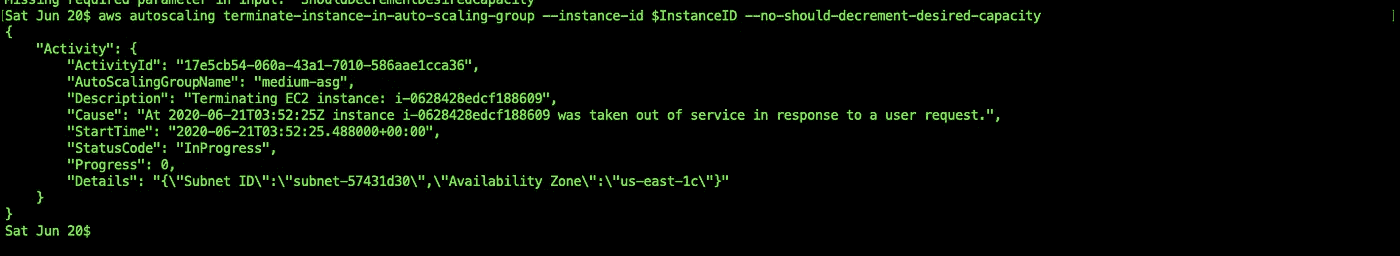 Missing required parameter in input: "ShouldDecrementDesiredCapacity"
Sat Jun 20$ aws autoscaling terminate-instance-in-auto-scaling-group --instance-id $InstanceID --no-should-decrement-desired-capacity
{
    "Activity": {
        "ActivityId": "17e5cb54-060a-43a1-7010-586aae1cca36",
        "AutoScalingGroupName": "medium-asg",
        "Description": "Terminating EC2 instance: i-0628428edcf188609",
        "Cause": "At 2020-06-21T03:52:25Z instance i-0628428edcf188609 was taken out of service in response to a user request.",
        "StartTime": "2020-06-21T03:52:25.488000+00:00",
        "StatusCode": "InProgress",
        "Progress": 0,
        "Details": "{\"Subnet ID\":\"subnet-57431d30\",\"Availability Zone\":\"us-east-1c\"}"
    }
}
Sat Jun 20$